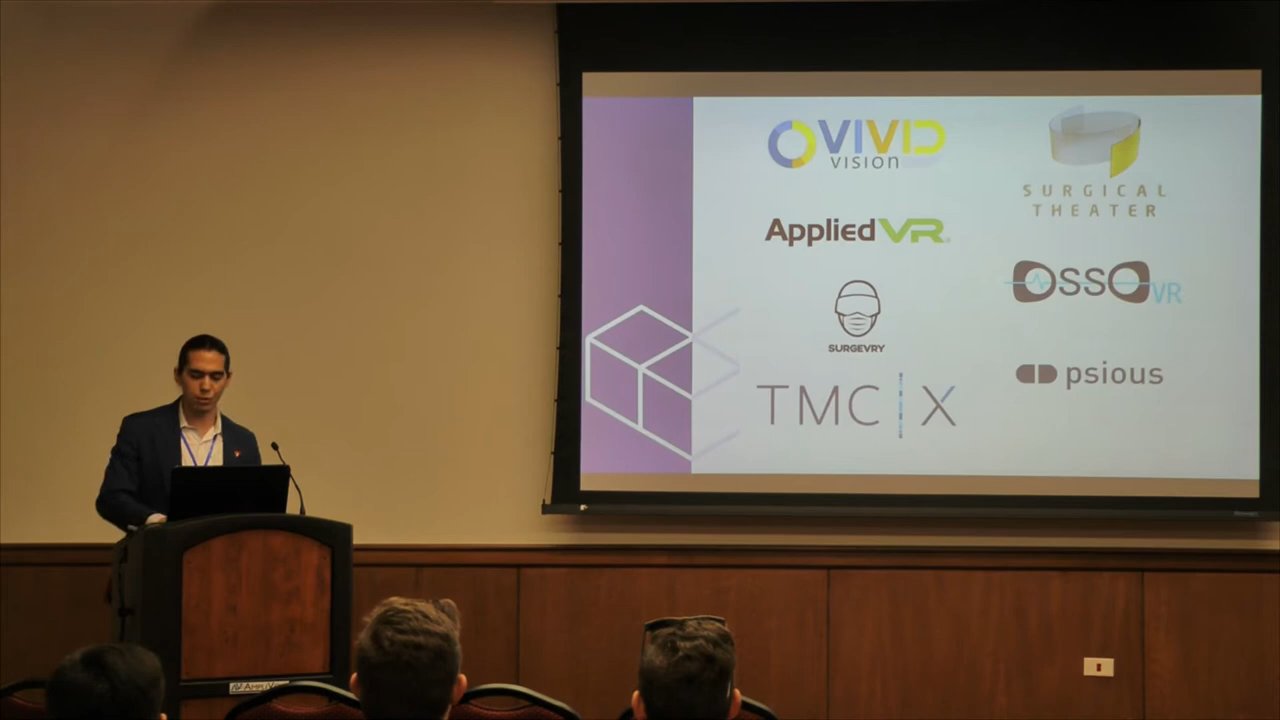 VIVID
vision
AppliedVR
SURGEVRY
TMC | X
SURGICAL
THEATER
OSSO VR
psious